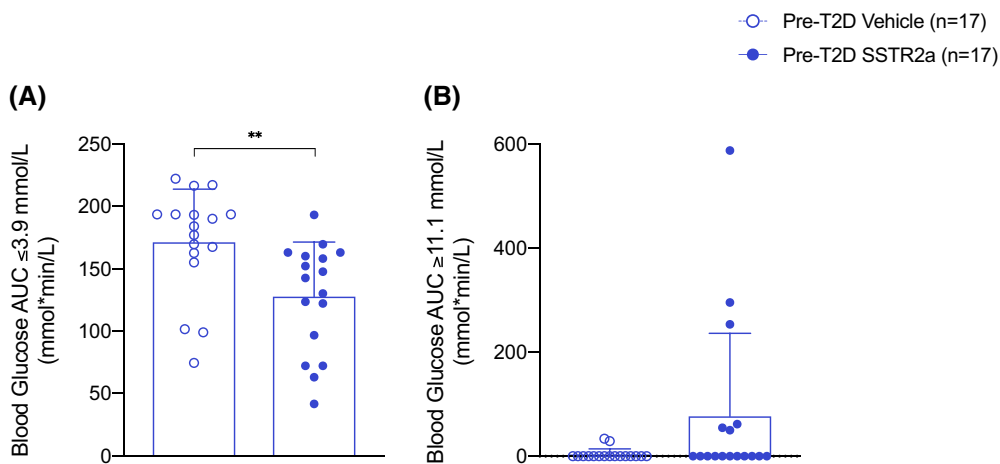 Pre-T2D Vehicle (n=17)
Pre-T2D SSTR2a (n=17)
(A)
Blood Glucose AUC ≤3.9 mmol/L
(mmol*min/L)
250
200
150
100
50
0
**
(B)
Blood Glucose AUC ≥11.1 mmol/L
(mmol*min/L)
600
400
200
0